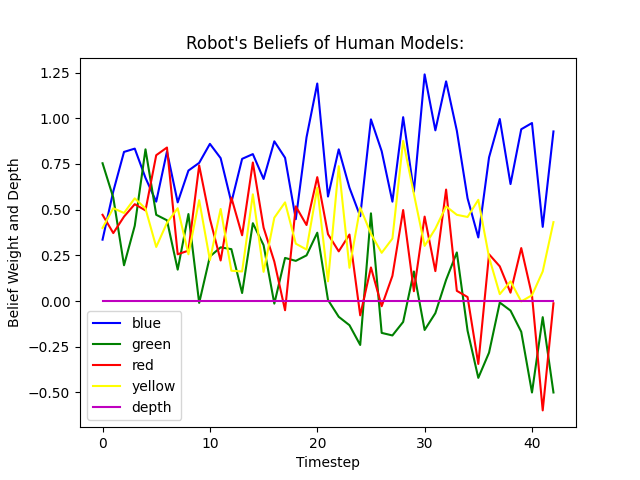 Robot's Beliefs of Human Models:
Belief Weight and Depth
1.25
1.00
0.75
0.50
0.25
0.00
−0.25
−0.50
blue
green
red
yellow
depth
0
10
20
30
40
Timestep